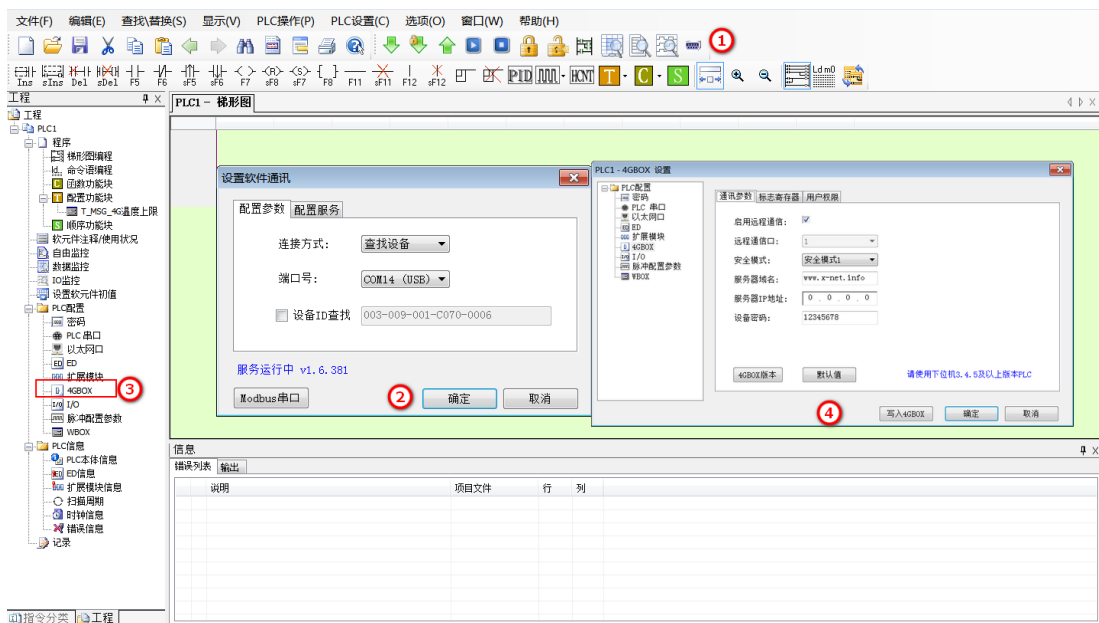 文件(F) 编辑(E) 查找\替换(S) 显示(V) PLC操作(P) PLC设置(C) 选项(O) 窗口(W) 帮助(H)
①
Ins sIns Del sDel F5 F6 sF5 sF6 F7 sF8 sF7 F8 F11 sF11 F12 sF12 PID HCNT T C S Ldm0
工程
工程
PLC1
程序
梯形图编程
命令语编程
函数功能块
配置功能块
T_MSG_4G温度上限
顺序功能块
软元件注释/使用状况
自由监控
数据监控
IO监控
设置软元件初值
PLC配置
密码
PLC 串口
以太网口
ED
扩展模块
4GBOX
③
I/O
脉冲配置参数
WBOX
PLC信息
PLC本体信息
ED信息
扩展模块信息
扫描周期
时钟信息
错误信息
记录
指令分类 工程
PLC1 - 梯形图
设置软件通讯
配置参数 配置服务
连接方式: 查找设备
端口号: COM14 (USB)
设备ID查找 003-009-001-C070-0006
服务运行中 v1.6.381
Modbus串口 ② 确定 取消
PLC1 - 4GBOX 设置
PLC配置
密码
PLC 串口
以太网口
ED
扩展模块
4GBOX
I/O
脉冲配置参数
WBOX
通讯参数 标志寄存器 用户权限
启用远程通信:
远程通信口: 1
安全模式: 安全模式1
服务器域名: www.x-net.info
服务器IP地址: 0 . 0 . 0 . 0
设备密码: 12345678
4GBOX版本 默认值 请使用下位机3.4.5及以上版本PLC
④ 写入4GBOX 确定 取消
信息
错误列表 输出
说明 项目文件 行 列